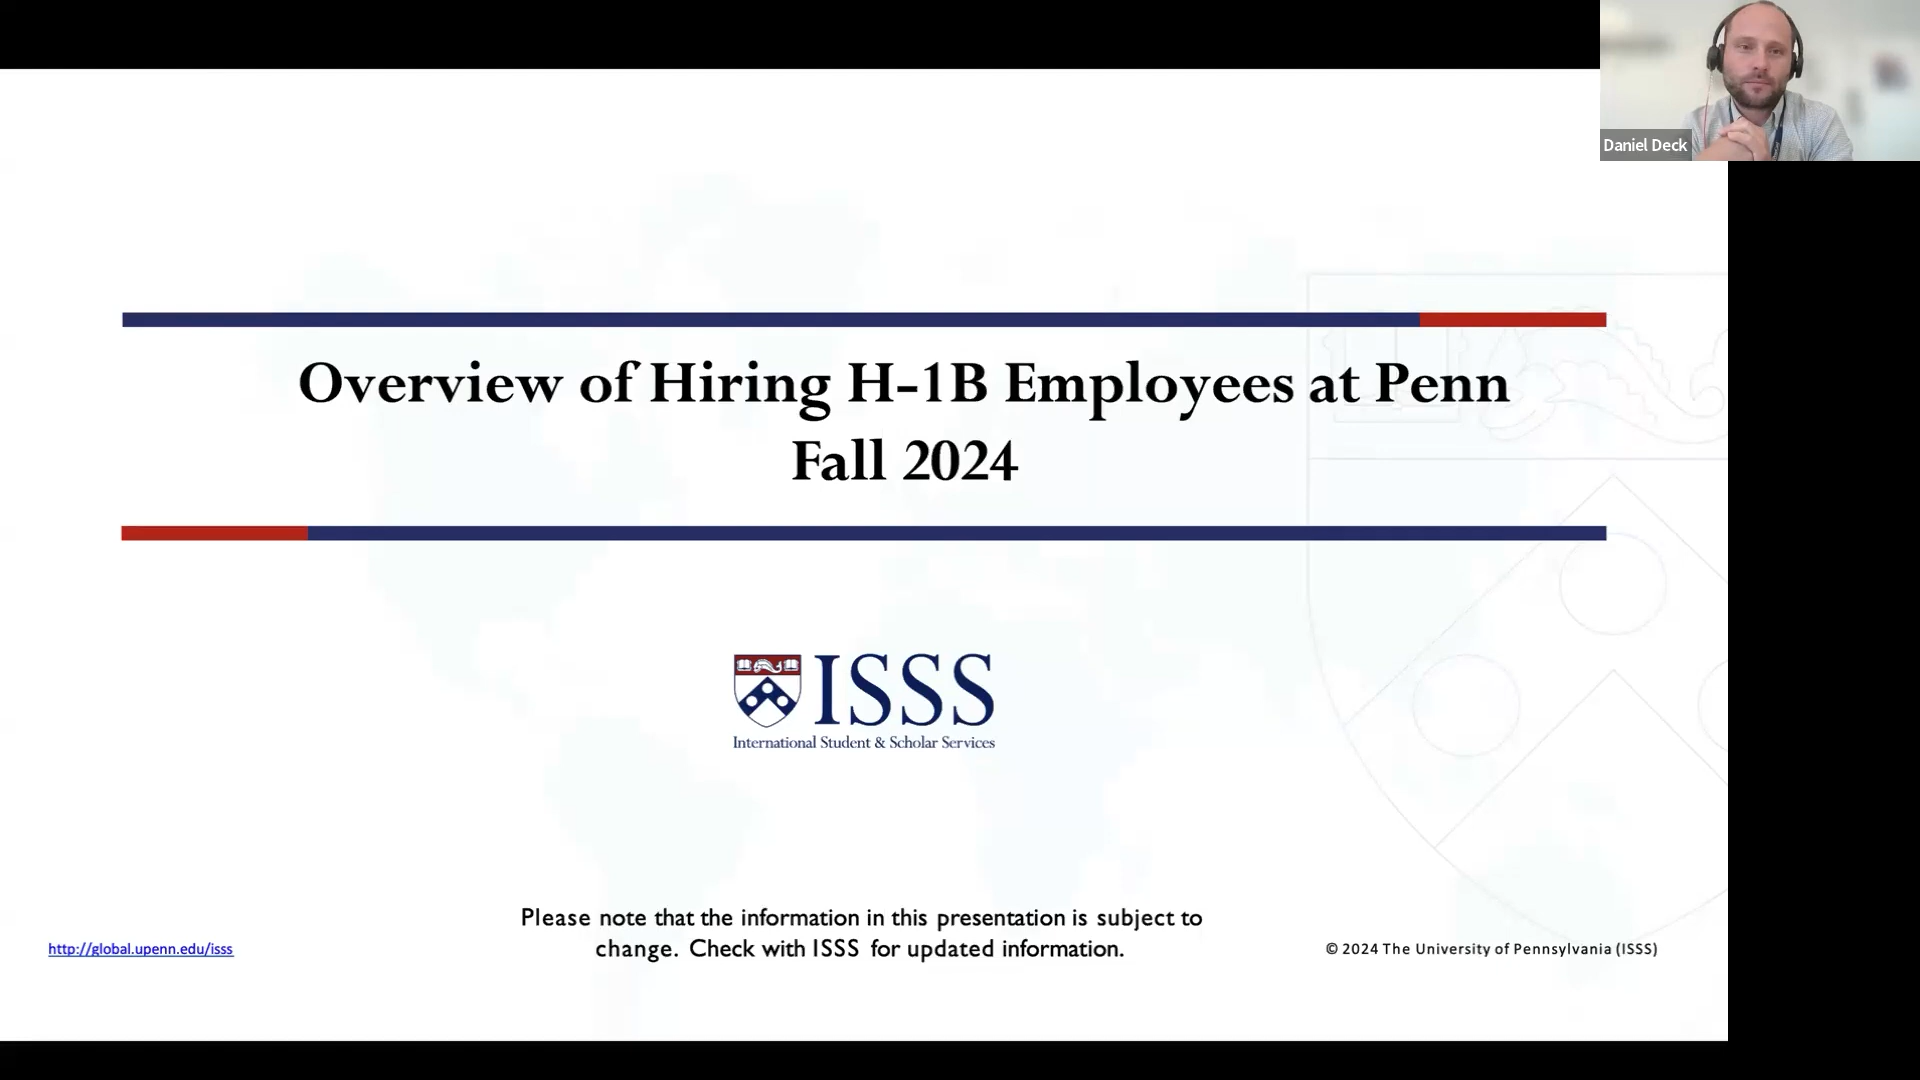 Daniel Deck
Overview of Hiring H-1B Employees at Penn
Fall 2024
ISSS
International Student & Scholar Services
Please note that the information in this presentation is subject to
change. Check with ISSS for updated information.
http://global.upenn.edu/isss
© 2024 The University of Pennsylvania (ISSS)